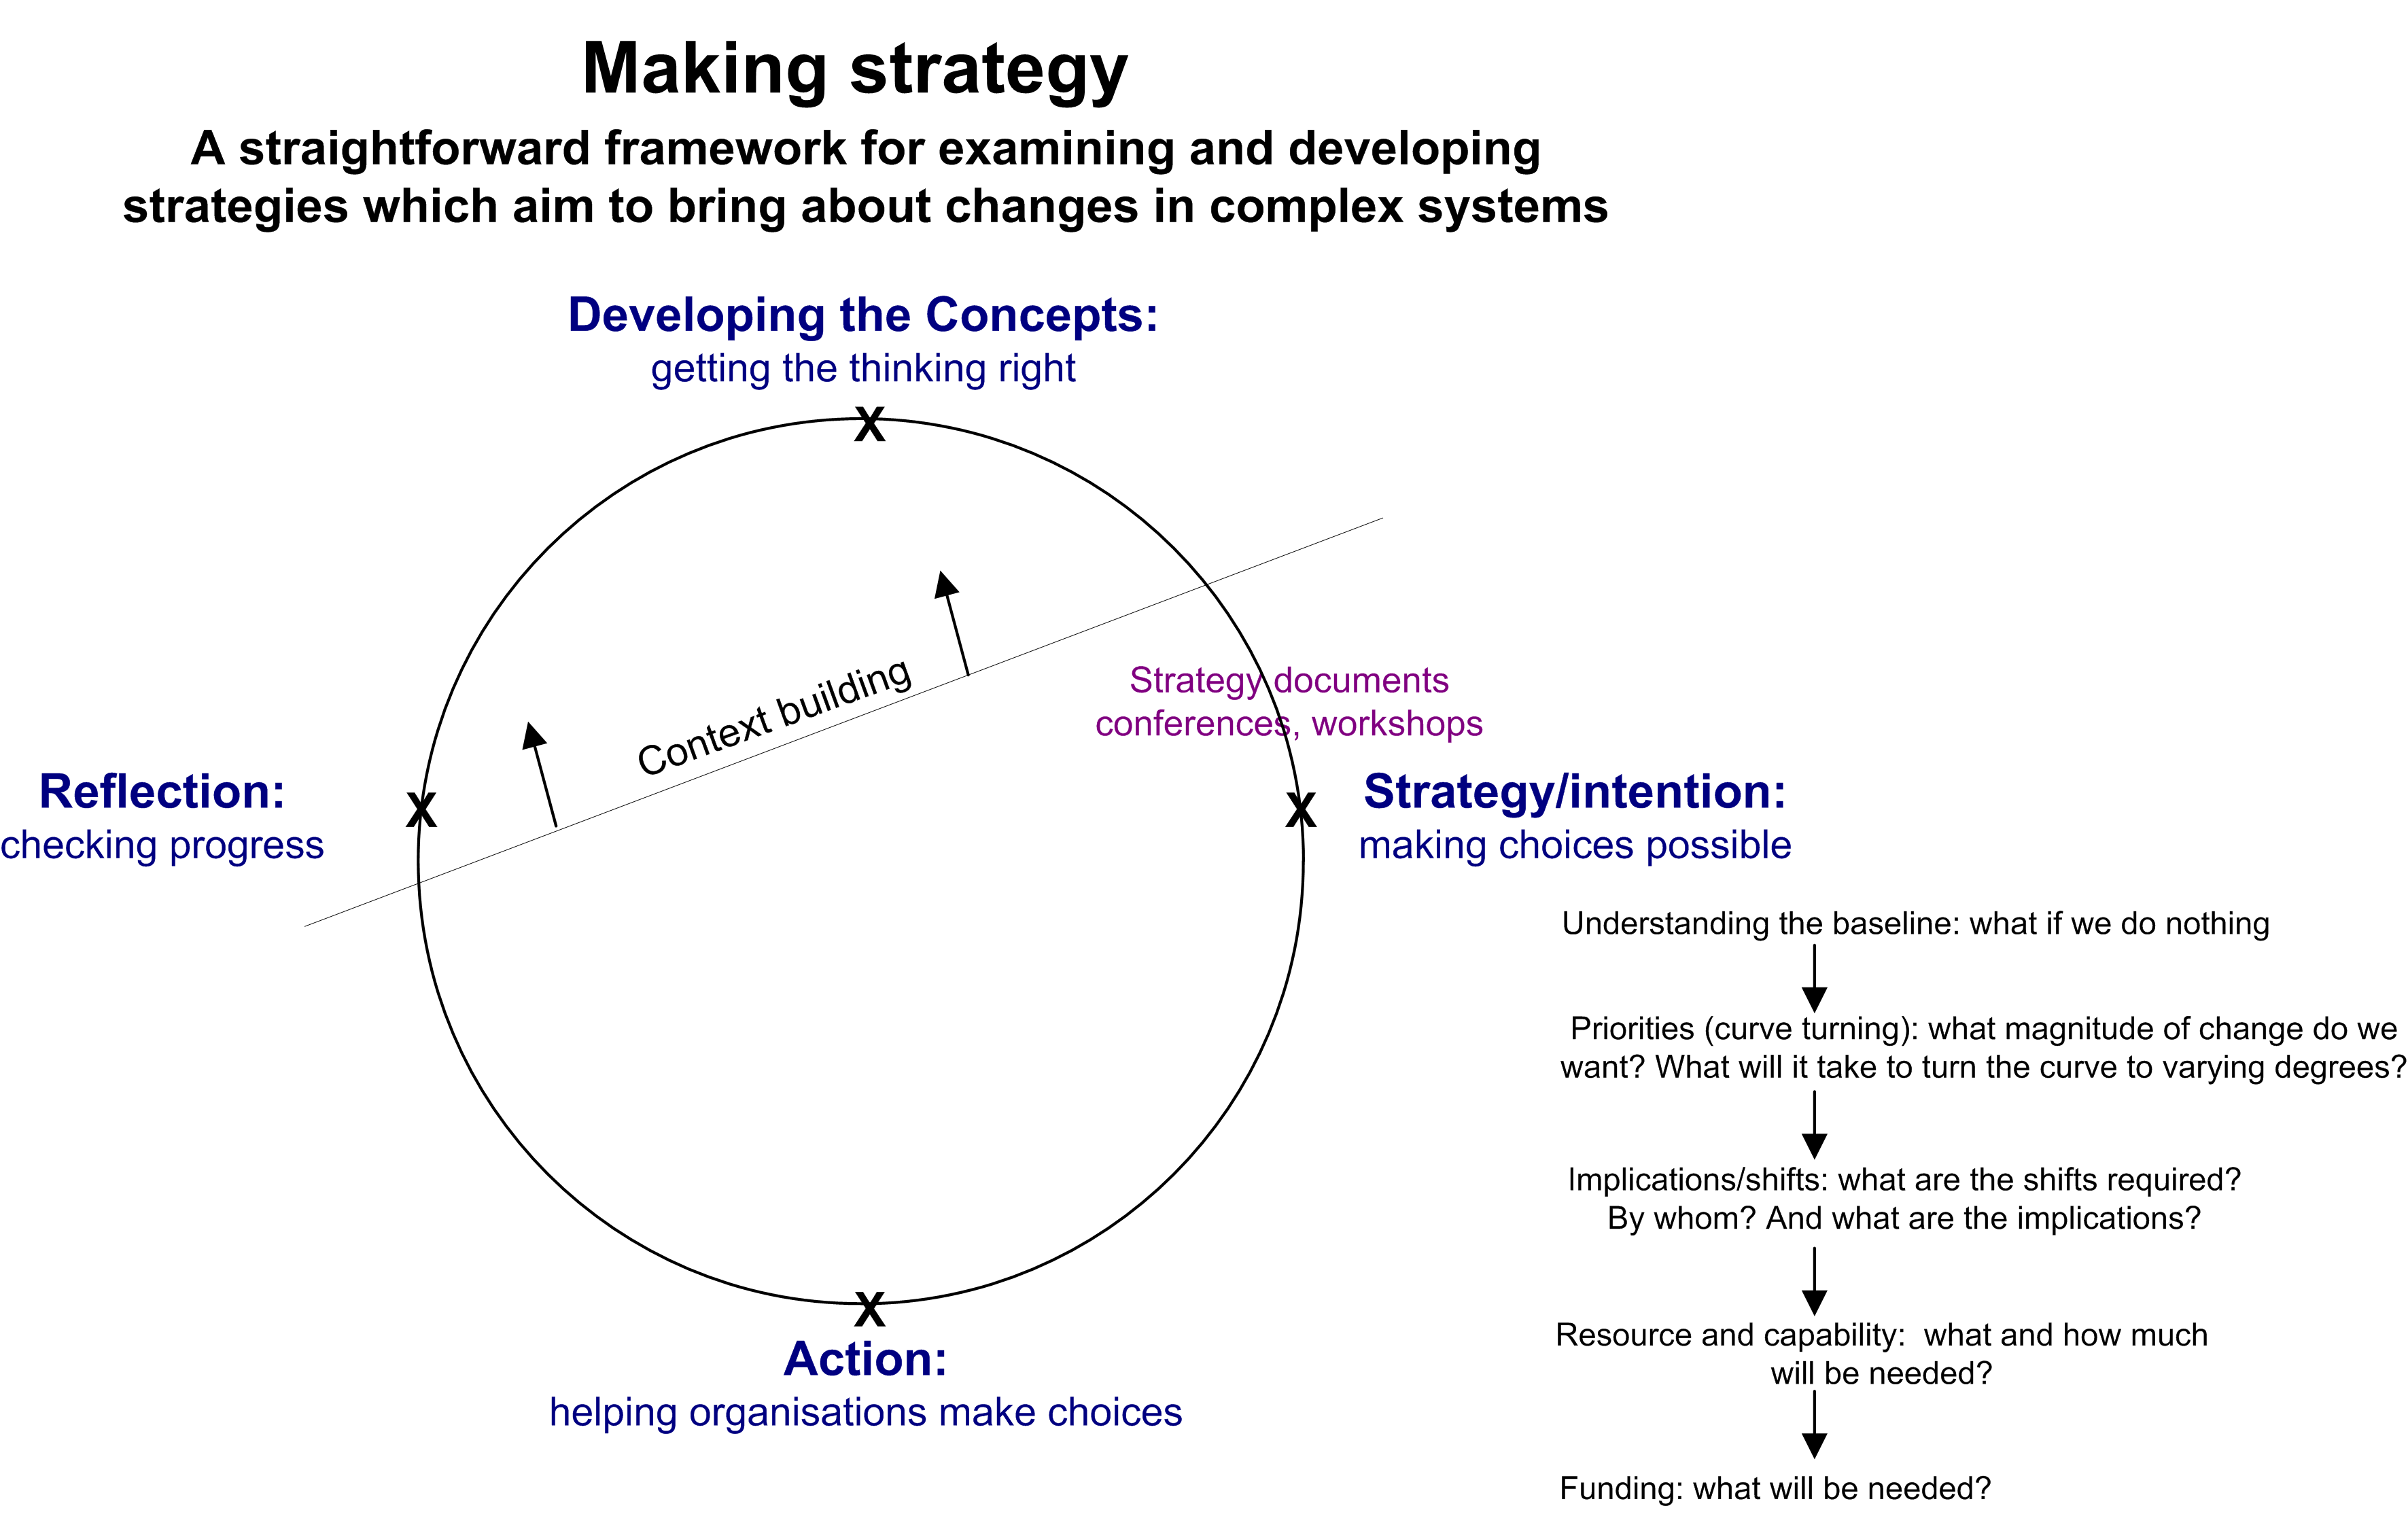 Making strategy
A straightforward framework for examining and developing
strategies which aim to bring about changes in complex systems
Developing the Concepts:
getting the thinking right
X
Context building
Strategy documents
conferences, workshops
Reflection:
checking progress
X
X
Strategy/intention:
making choices possible
Understanding the baseline: what if we do nothing
Priorities (curve turning): what magnitude of change do we
want? What will it take to turn the curve to varying degrees?
Implications/shifts: what are the shifts required?
By whom? And what are the implications?
Resource and capability:  what and how much
will be needed?
Funding: what will be needed?
X
Action:
helping organisations make choices